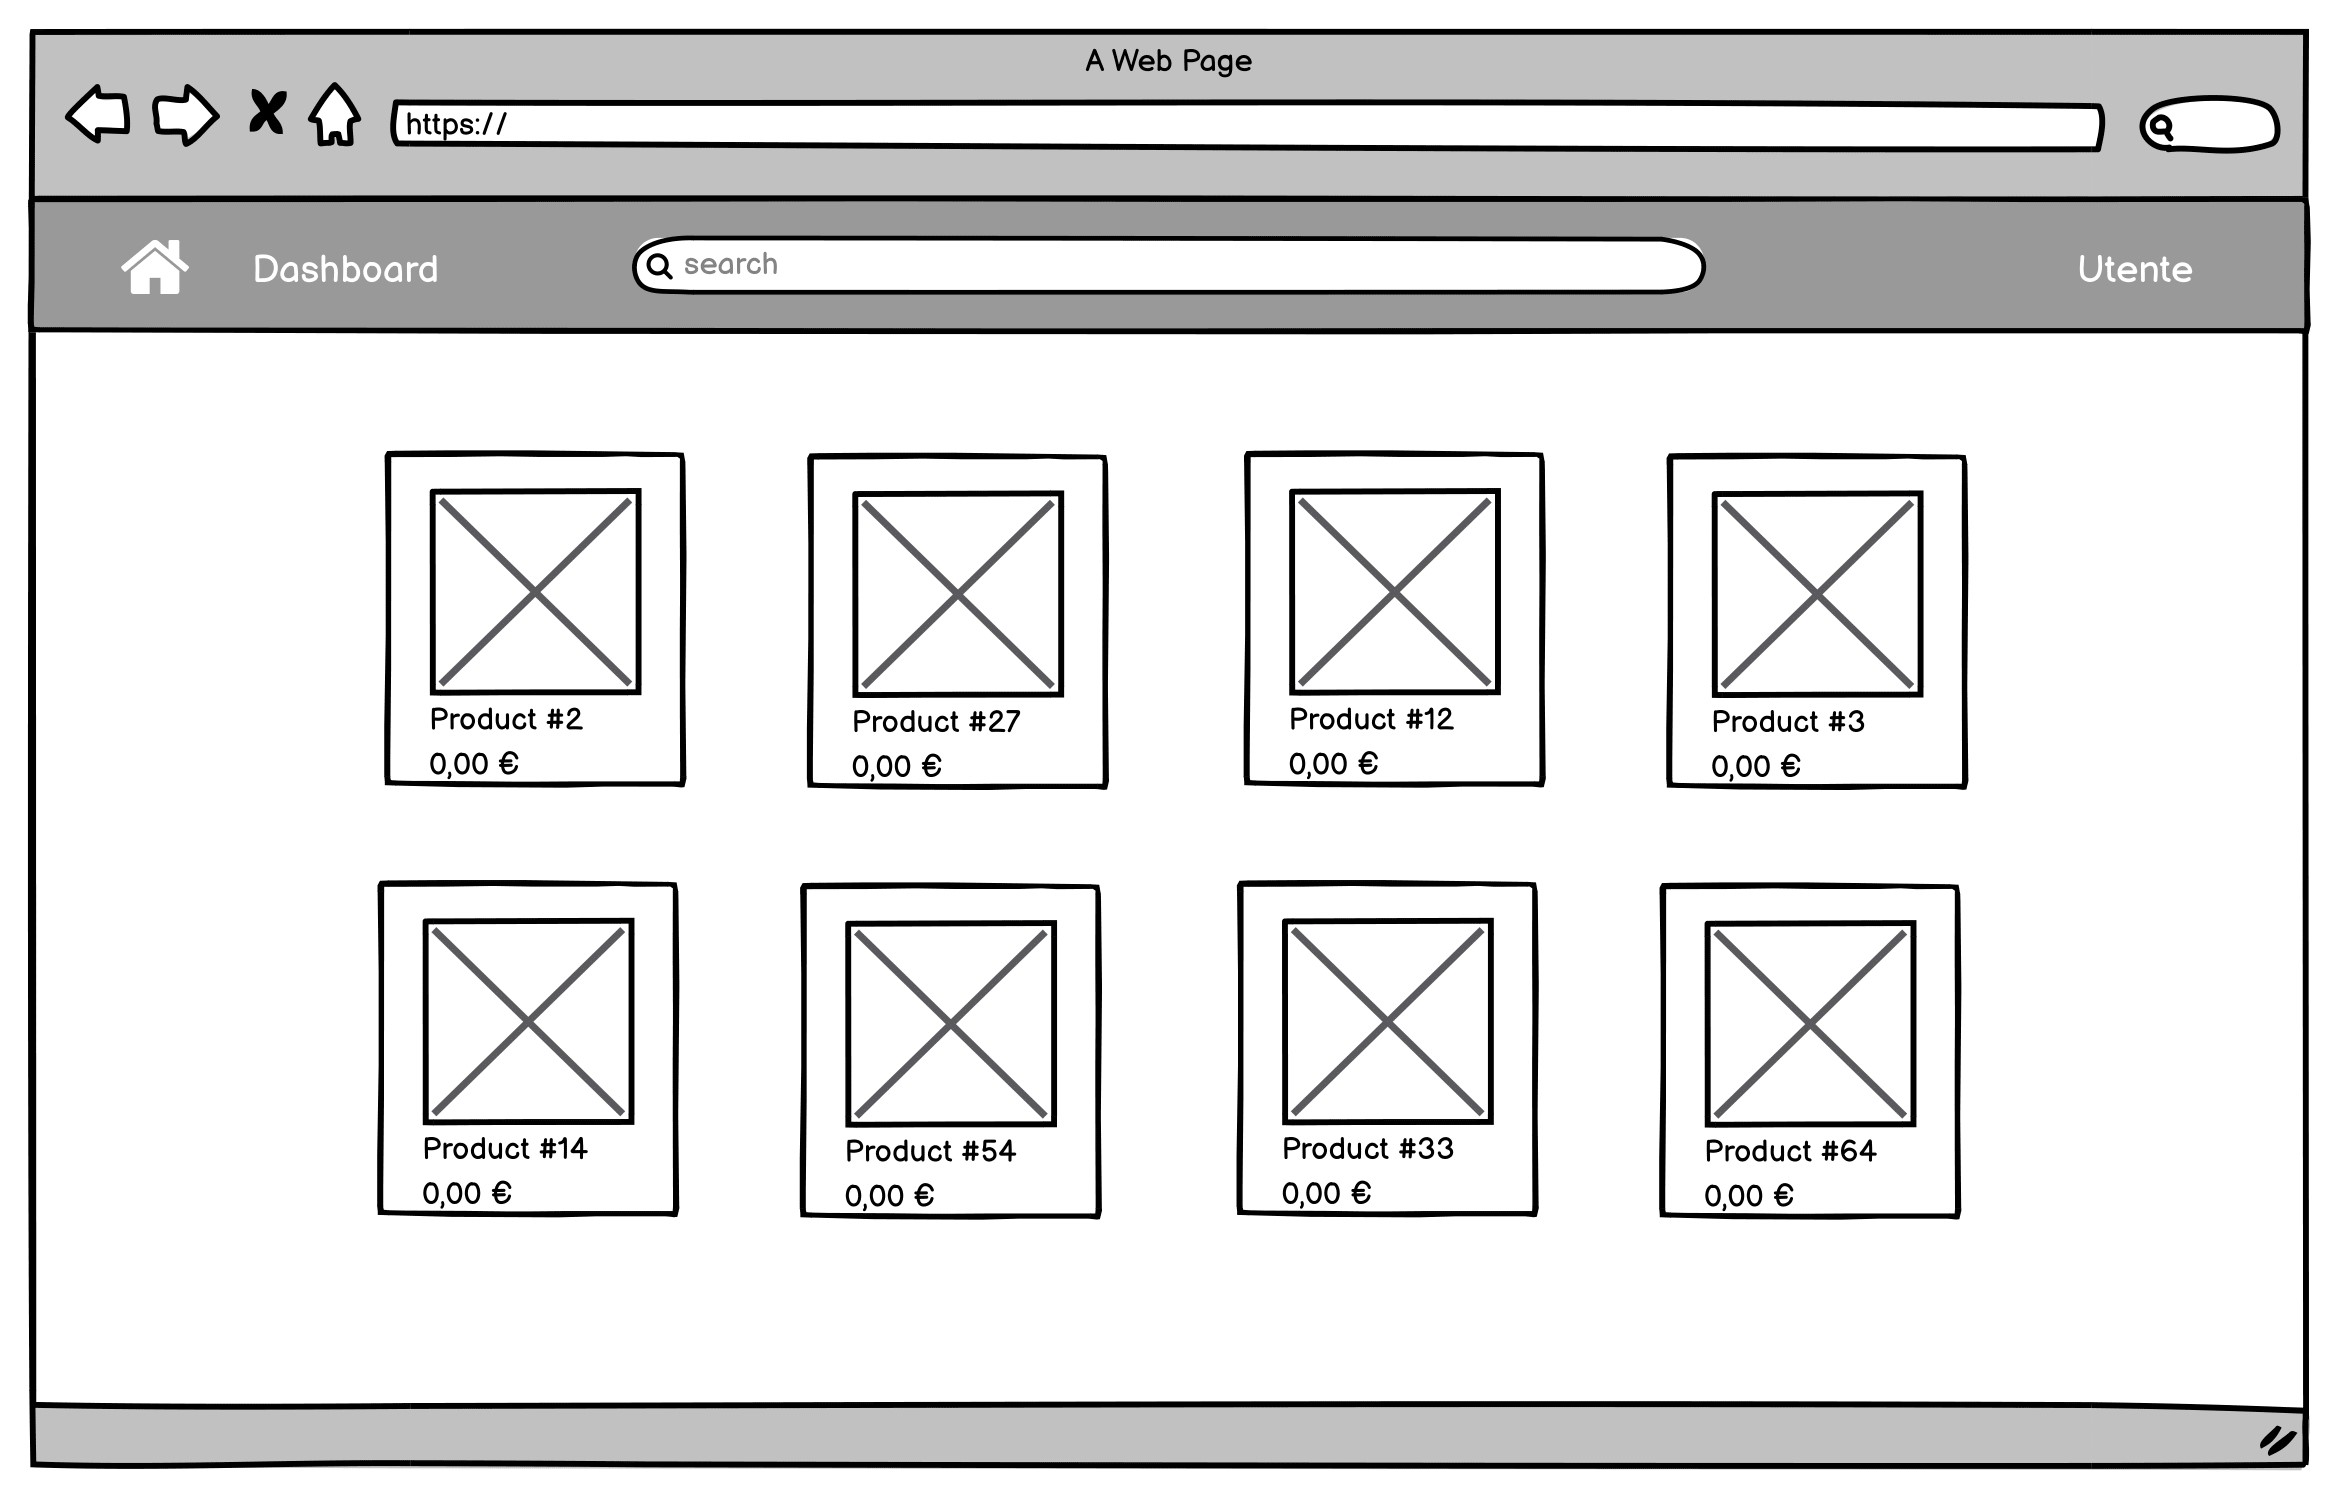 A Web Page
https://
Dashboard
search
Utente
Product #2
0,00 €
Product #27
0,00 €
Product #12
0,00 €
Product #3
0,00 €
Product #14
0,00 €
Product #54
0,00 €
Product #33
0,00 €
Product #64
0,00 €